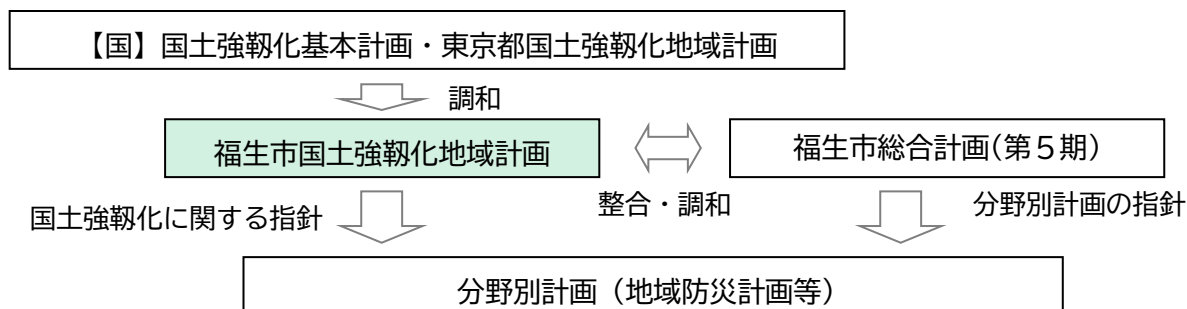 【国】国土強靱化基本計画・東京都国土強靱化地域計画
調和
福生市国土強靱化地域計画
福生市総合計画(第５期)
整合・調和
国土強靱化に関する指針
分野別計画の指針
分野別計画（地域防災計画等）